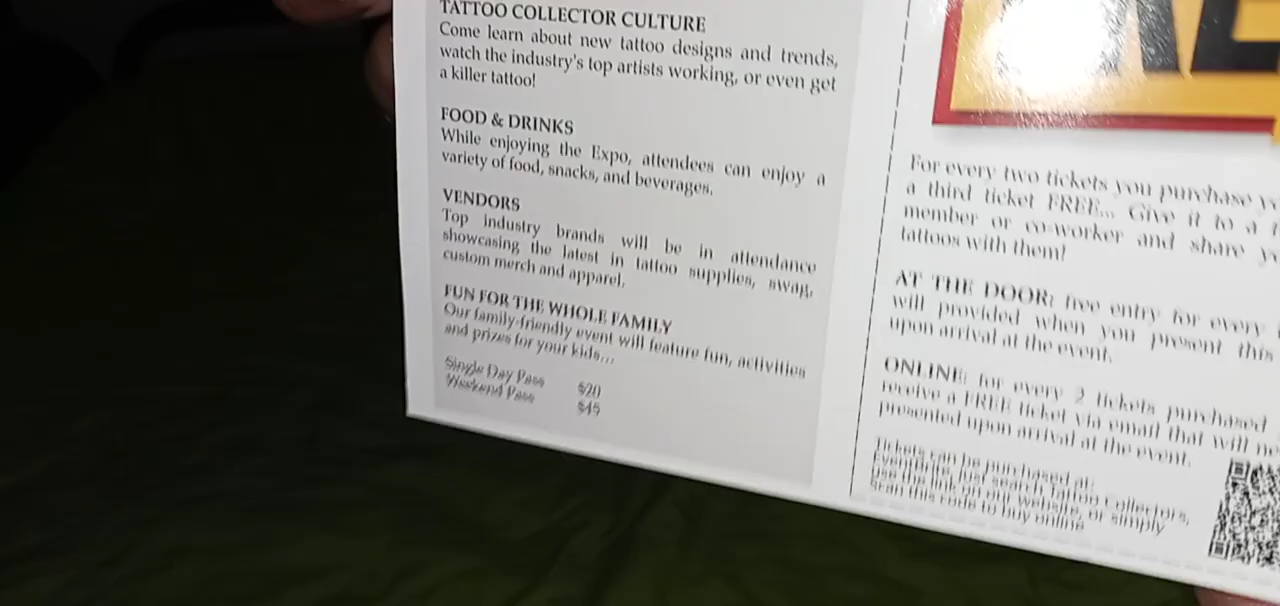 TATTOO COLLECTOR CULTURE
Come learn about new tattoo designs and trends,
watch the industry's top artists working, or even get
a killer tattoo!
FOOD & DRINKS
While enjoying the Expo, attendees can enjoy a
variety of food, snacks, and beverages.
VENDORS
Top industry brands will be in attendance
showcasing the latest in tattoo supplies, swag,
custom merch and apparel.
FUN FOR THE WHOLE FAMILY
Our family-friendly event will feature fun, activities
and prizes for your kids...
Single Day Pass $20
Weekend Pass $45
For every two tickets you purchase
a third ticket FREE... Give it to a
member or co-worker and share
tattoos with them!
AT THE DOOR: free entry for every
will provided when you present this
upon arrival at the event.
ONLINE: for every 2 tickets purchased
receive a FREE ticket via email that will
presented upon arrival at the event.
Tickets can be purchased at:
Eventbrite, just search Tattoo Collectors,
use the link on our website, or simply
scan this code to buy online